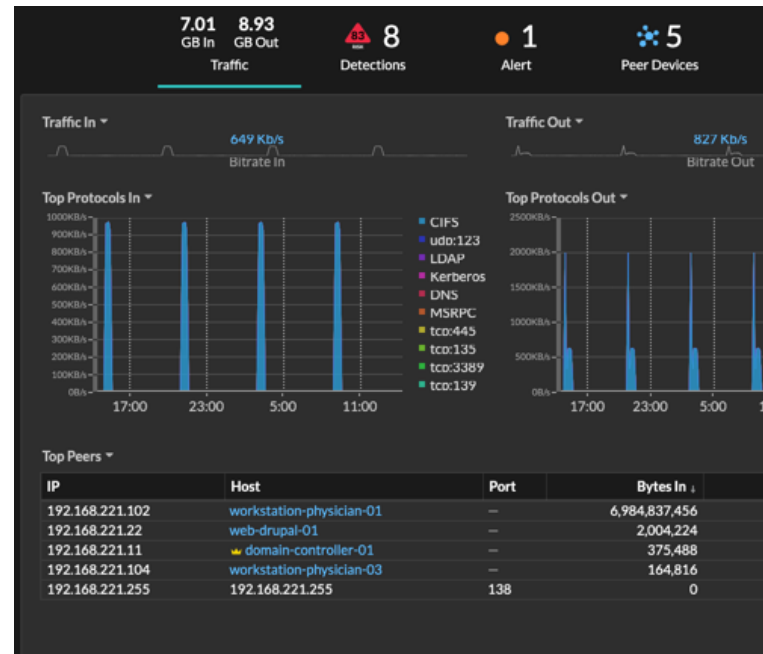 7.01 8.93 83 8 1 5
GB In GB Out
Traffic Detections Alert Peer Devices
Traffic In Traffic Out
649 Kb/s 827 Kb/s
Bitrate In Bitrate Out
Top Protocols In Top Protocols Out
1000KB/s 2500KB/s
CIFS
900KB/s
udp:123
800KB/s 2000KB/s
LDAP
700KB/s
Kerberos
600KB/s 1500KB/s
DNS
500KB/s
MSRPC
400KB/s 1000KB/s
tcp:445
300KB/s
tcp:135
200KB/s 500KB/s
tcp:3389
100KB/s
tcp:139
0B/s 0B/s
17:00 23:00 5:00 11:00 17:00 23:00 5:00 1
Top Peers
IP Host Port Bytes In ↓
192.168.221.102 workstation-physician-01 — 6,984,837,456
192.168.221.22 web-drupal-01 — 2,004,224
192.168.221.11 domain-controller-01 — 375,488
192.168.221.104 workstation-physician-03 — 164,816
192.168.221.255 192.168.221.255 138 0